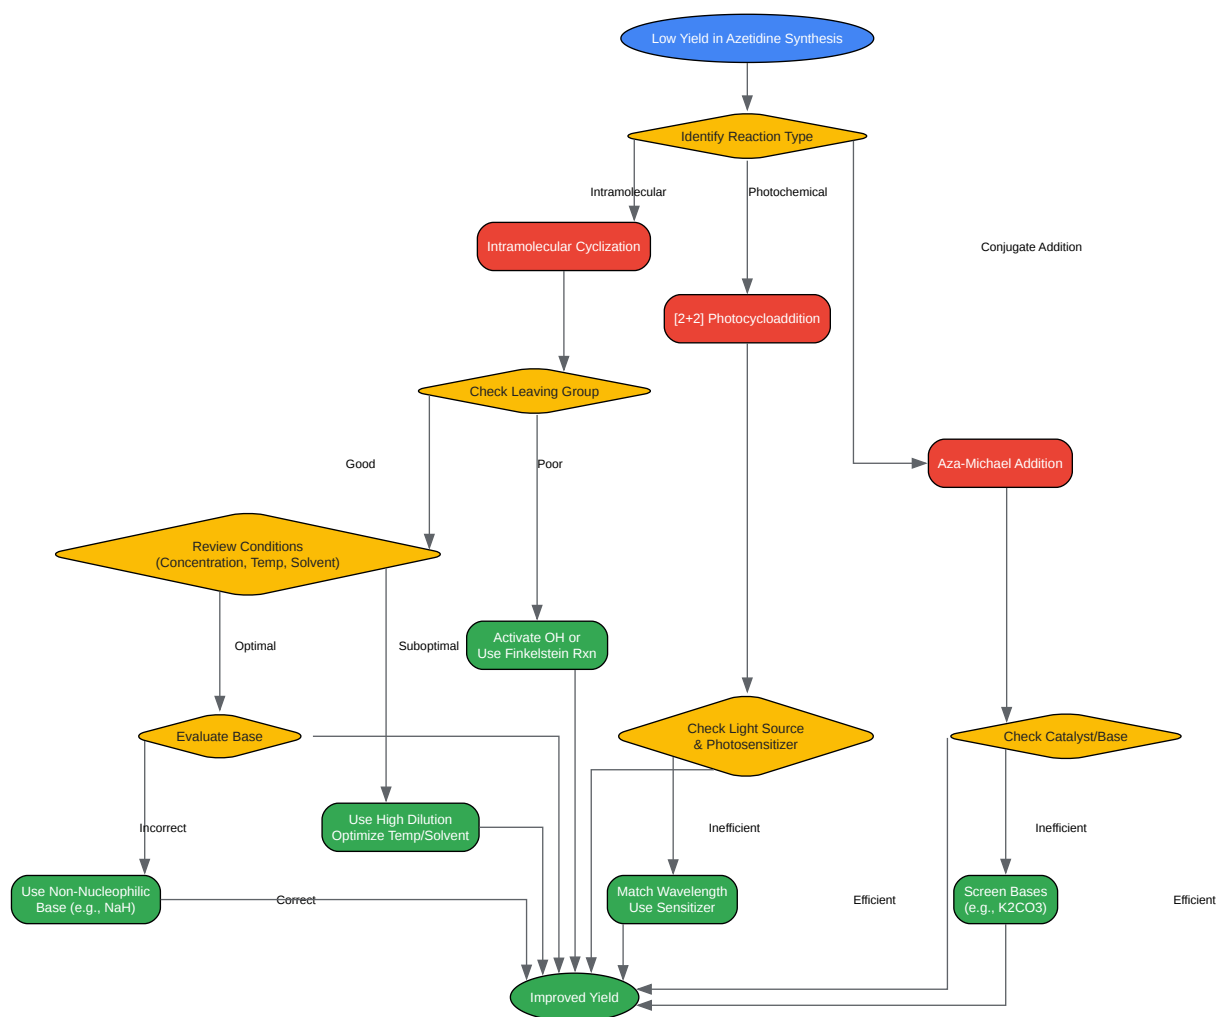 Low Yield in Azetidine Synthesis
Identify Reaction Type
Intramolecular
Photochemical
Intramolecular Cyclization
Conjugate Addition
[2+2] Photocycloaddition
Check Leaving Group
Good
Poor
Aza-Michael Addition
Review Conditions
(Concentration, Temp, Solvent)
Optimal
Suboptimal
Activate OH or
Use Finkelstein Rxn
Evaluate Base
Check Light Source
& Photosensitizer
Check Catalyst/Base
Incorrect
Use High Dilution
Optimize Temp/Solvent
Inefficient
Inefficient
Use Non-Nucleophilic
Base (e.g., NaH)
Correct
Match Wavelength
Use Sensitizer
Efficient
Screen Bases
(e.g., K2CO3)
Efficient
Improved Yield